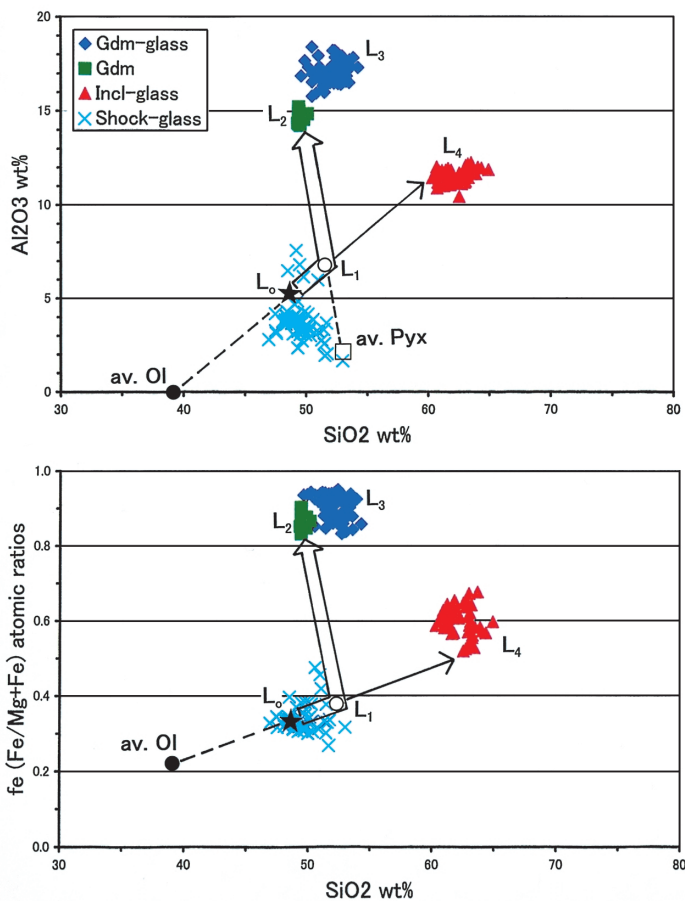 20
15
10
5
0
Al2O3 wt%
Gdm-glass
Gdm
Incl-glass
Shock-glass
L3
L2
L4
Lo
L1
av. Pyx
av. Ol
30 40 50 60 70 80
SiO2 wt%
1.0
0.8
0.6
0.4
0.2
0.0
fe (Fe/Mg+Fe) atomic ratios
L3
L2
L4
Lo
L1
av. Ol
30 40 50 60 70 80
SiO2 wt%